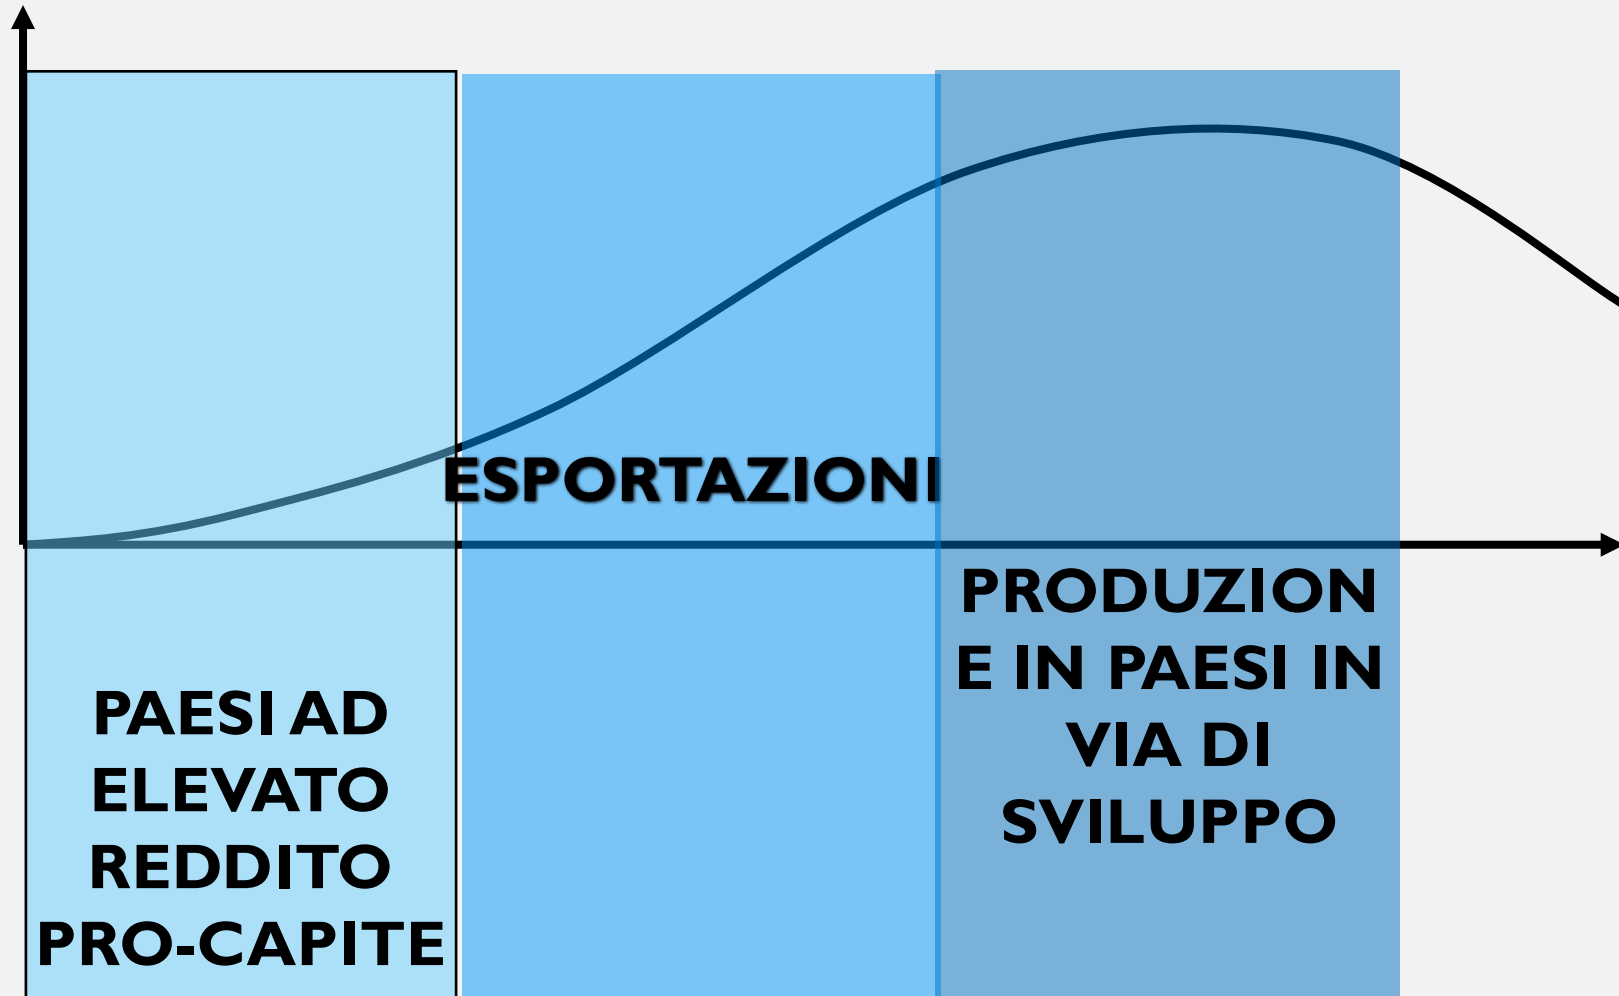 PAESI AD
ELEVATO
REDDITO
PRO-CAPITE
ESPORTAZIONI
PRODUZION
E IN PAESI IN
VIA DI
SVILUPPO